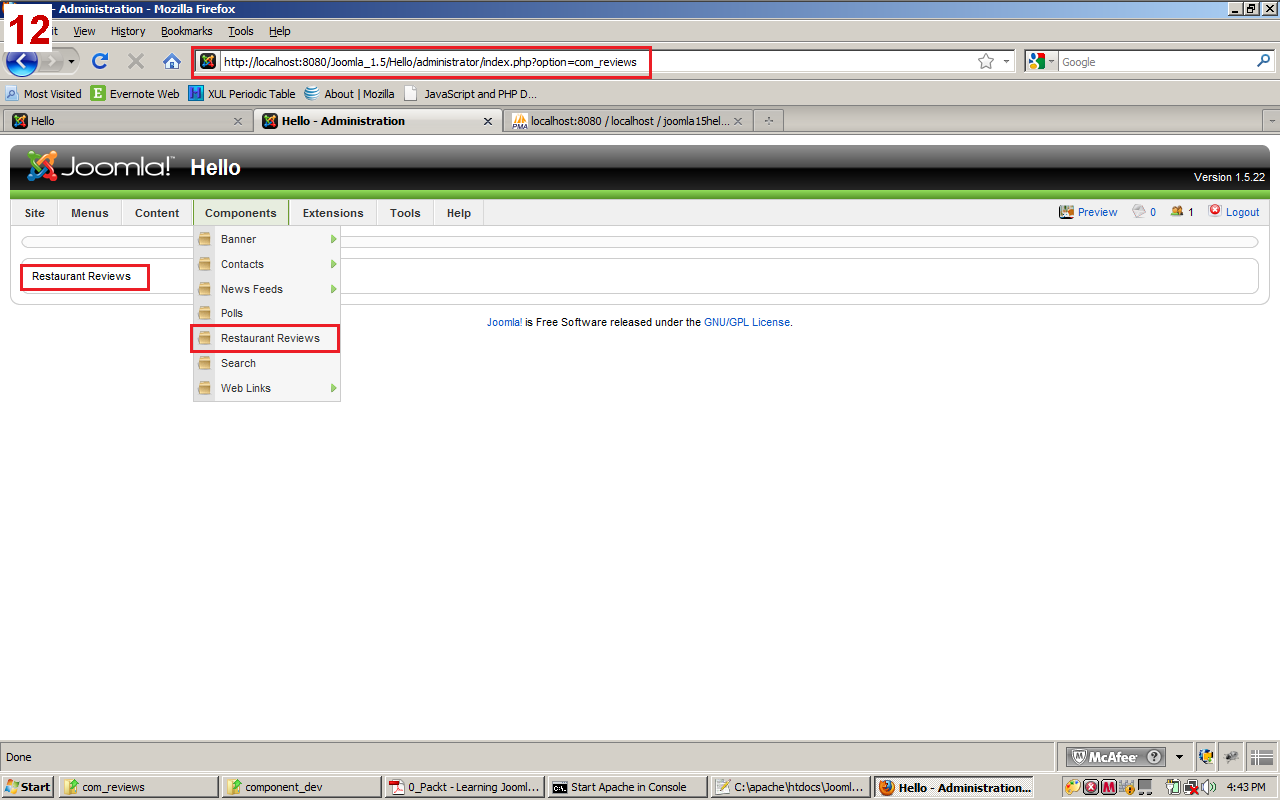 12
Administration - Mozilla Firefox
View History Bookmarks Tools Help
http://localhost:8080/Joomla_1.5/Hello/administrator/index.php?option=com_reviews
Google
Most Visited Evernote Web XUL Periodic Table About | Mozilla JavaScript and PHP D...
Hello
Hello - Administration
localhost:8080 / localhost / joomla15hel...
Joomla!™ Hello
Version 1.5.22
Site Menus Content Components Extensions Tools Help Preview 0 1 Logout
Banner
Contacts
News Feeds
Polls
Restaurant Reviews
Search
Web Links
Restaurant Reviews
Joomla! is Free Software released under the GNU/GPL License.
Done
McAfee
Start com_reviews component_dev 0_Packt - Learning Jooml... Start Apache in Console C:\apache\htdocs\Jooml... Hello - Administration... 4:43 PM